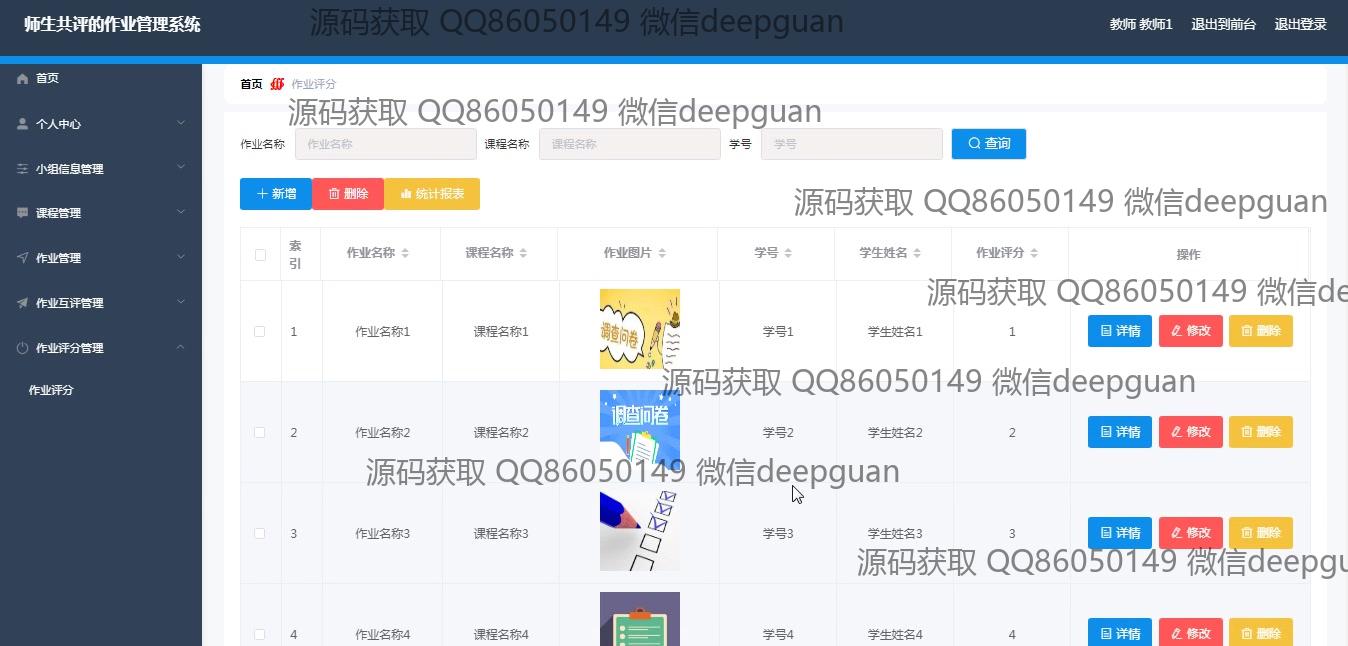 师生共评的作业管理系统
教师 教师1 退出到前台 退出登录
源码获取 QQ86050149 微信deepguan
首页
个人中心
小组信息管理
课程管理
作业管理
作业互评管理
作业评分管理
作业评分
首页 作业评分
源码获取 QQ86050149 微信deepguan
作业名称 作业名称 课程名称 课程名称 学号 学号 查询
新增 删除 统计报表
源码获取 QQ86050149 微信deepguan
索引 作业名称 课程名称 作业图片 学号 学生姓名 作业评分 操作
源码获取 QQ86050149 微信de
1 作业名称1 课程名称1 调查问卷 学号1 学生姓名1 1 详情 修改 删除
源码获取 QQ86050149 微信deepguan
2 作业名称2 课程名称2 调查问卷 学号2 学生姓名2 2 详情 修改 删除
源码获取 QQ86050149 微信deepguan
3 作业名称3 课程名称3 学号3 学生姓名3 3 详情 修改 删除
源码获取 QQ86050149 微信deepgu
4 作业名称4 课程名称4 学号4 学生姓名4 4 详情 修改 删除